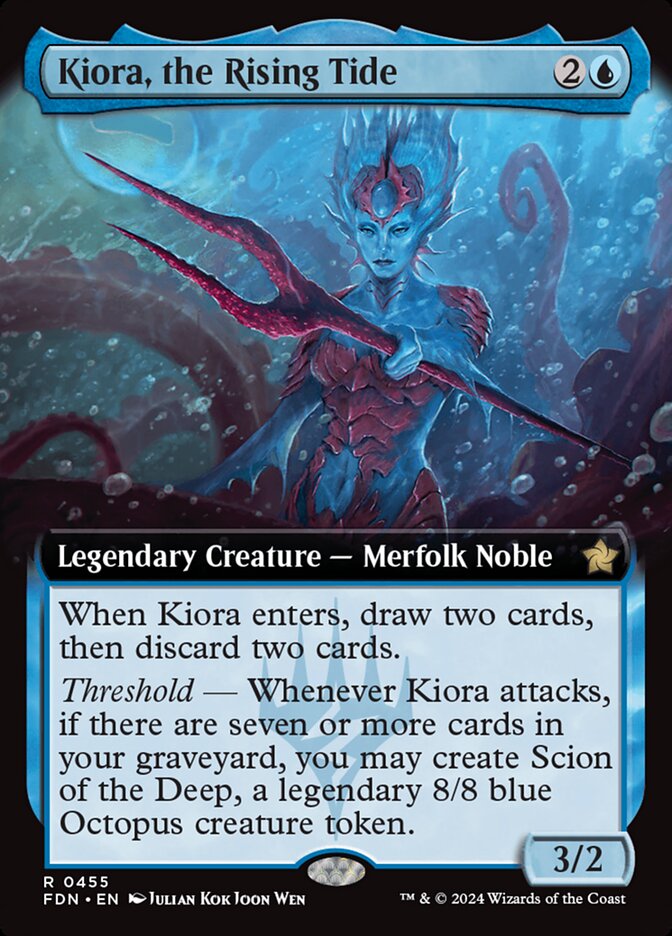 Kiora, the Rising Tide 2
Legendary Creature — Merfolk Noble
When Kiora enters, draw two cards,
then discard two cards.
Threshold — Whenever Kiora attacks,
if there are seven or more cards in
your graveyard, you may create Scion
of the Deep, a legendary 8/8 blue
Octopus creature token.
3/2
R 0455
FDN • EN Julian Kok Joon Wen
™ & © 2024 Wizards of the Coast